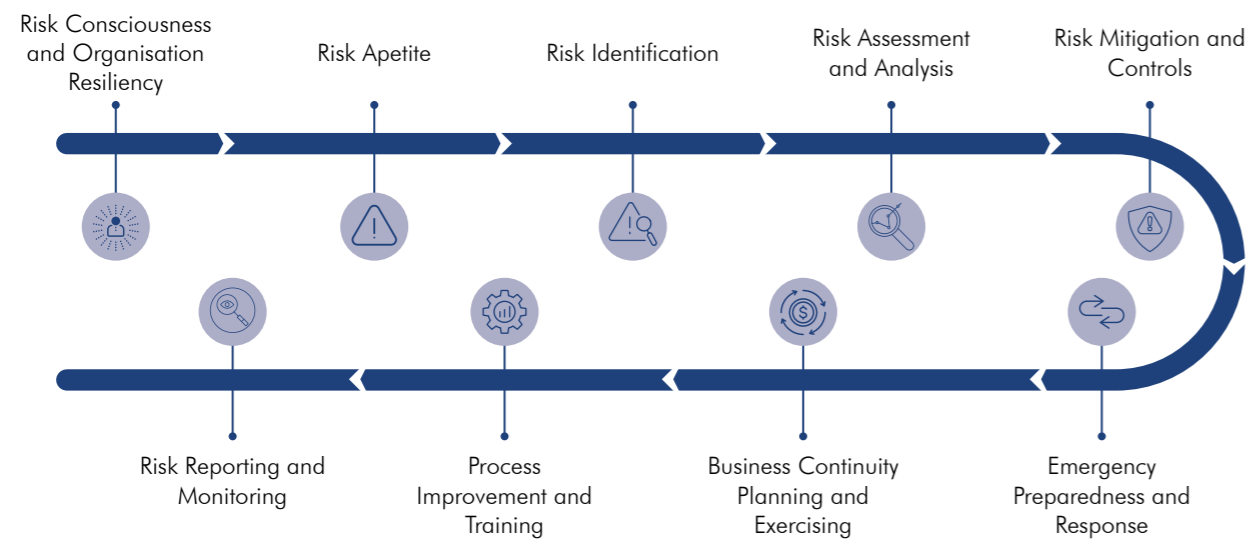 Risk Consciousness
and Organisation
Resiliency
Risk Apetite
Risk Identification
Risk Assessment
and Analysis
Risk Mitigation and
Controls
$
Risk Reporting and
Monitoring
Process
Improvement and
Training
Business Continuity
Planning and
Exercising
Emergency
Preparedness and
Response